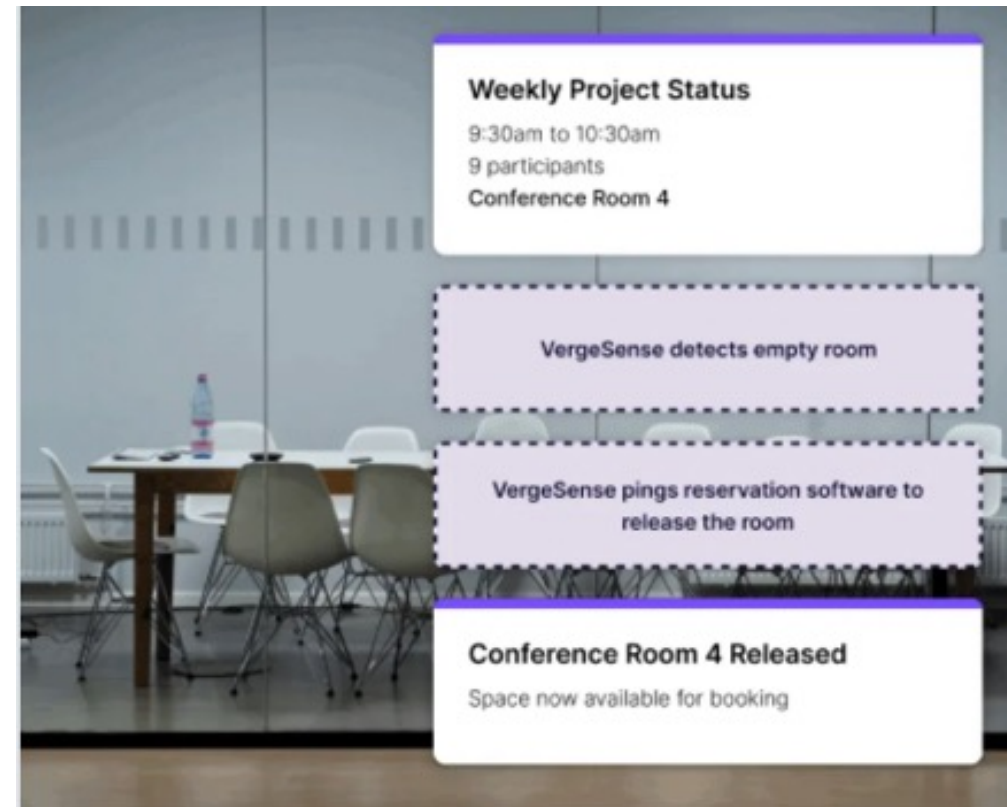 Weekly Project Status
9:30am to 10:30am
9 participants
Conference Room 4
VergeSense detects empty room
VergeSense pings reservation software to
release the room
Conference Room 4 Released
Space now available for booking